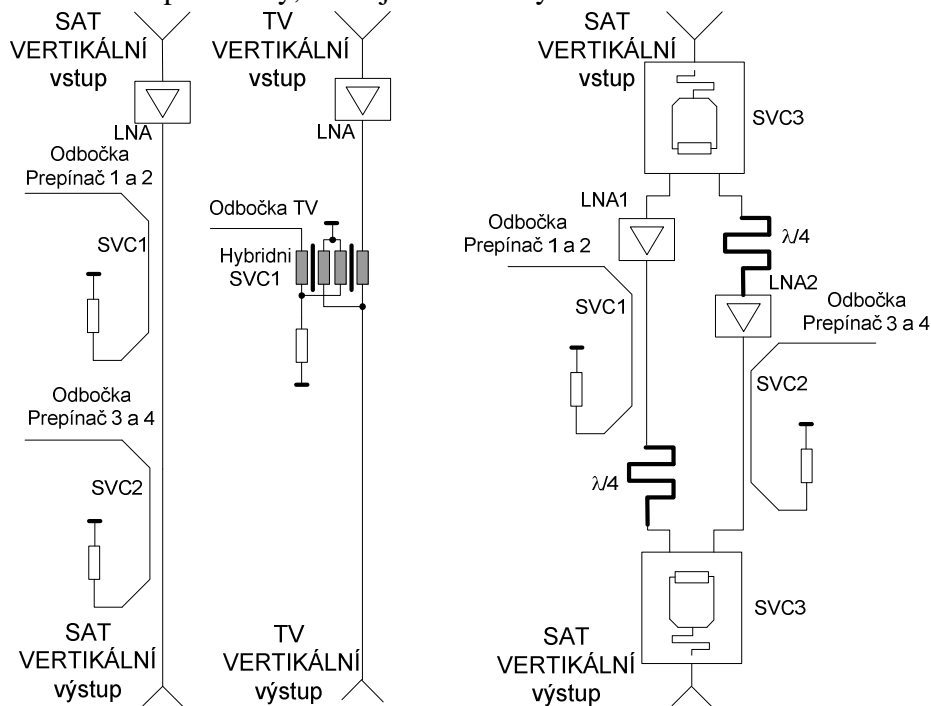 SAT
VERTIKÁLNÍ
vstup
LNA
Odbočka
Prepínač 1 a 2
SVC1
Odbočka
Prepínač 3 a 4
SVC2
SAT
VERTIKÁLNÍ
výstup
TV
VERTIKÁLNÍ
vstup
LNA
Odbočka TV
Hybridni
SVC1
TV
VERTIKÁLNÍ
výstup
SAT
VERTIKÁLNÍ
vstup
SVC3
LNA1
Odbočka
Prepínač 1 a 2
SVC1
λ/4
LNA2
Odbočka
Prepínač 3 a 4
SVC2
λ/4
SVC3
SAT
VERTIKÁLNÍ
výstup